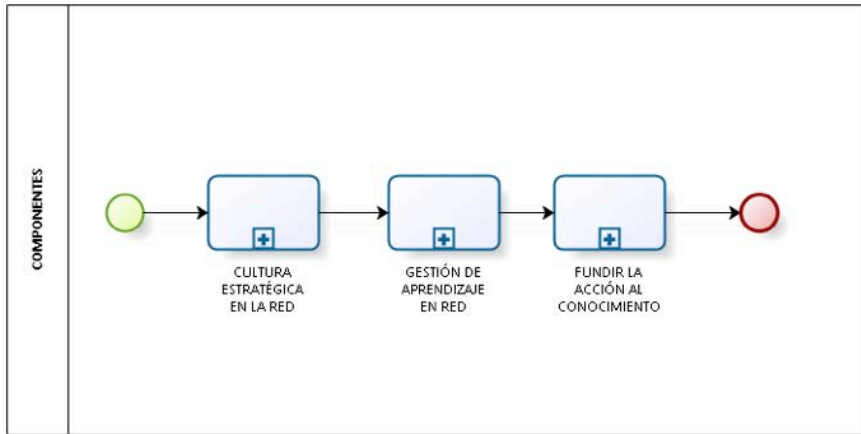 COMPONENTES
CULTURA
ESTRATÉGICA
EN LA RED
GESTIÓN DE
APRENDIZAJE
EN RED
FUNDIR LA
ACCIÓN AL
CONOCIMIENTO